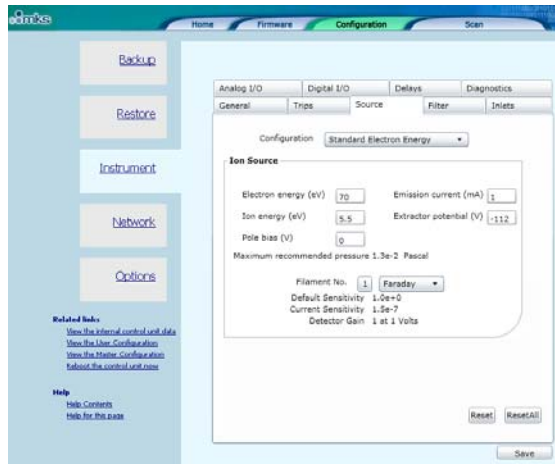 mks
Home Firmware Configuration Scan
Backup
Restore
Instrument
Network
Options
Related links
View the internal control unit data
View the User Configuration
View the Master Configuration
Reboot the control unit now
Help
Help Contents
Help for this page
Analog I/O Digital I/O Delays Diagnostics
General Trips Source Filter Inlets
Configuration Standard Electron Energy
Ion Source
Electron energy (eV) 70 Emission current (mA) 1
Ion energy (eV) 5.5 Extractor potential (V) -112
Pole bias (V) 0
Maximum recommended pressure 1.3e-2 Pascal
Filament No. 1 Faraday
Default Sensitivity 1.0e+0
Current Sensitivity 1.5e-7
Detector Gain 1 at 1 Volts
Reset ResetAll
Save